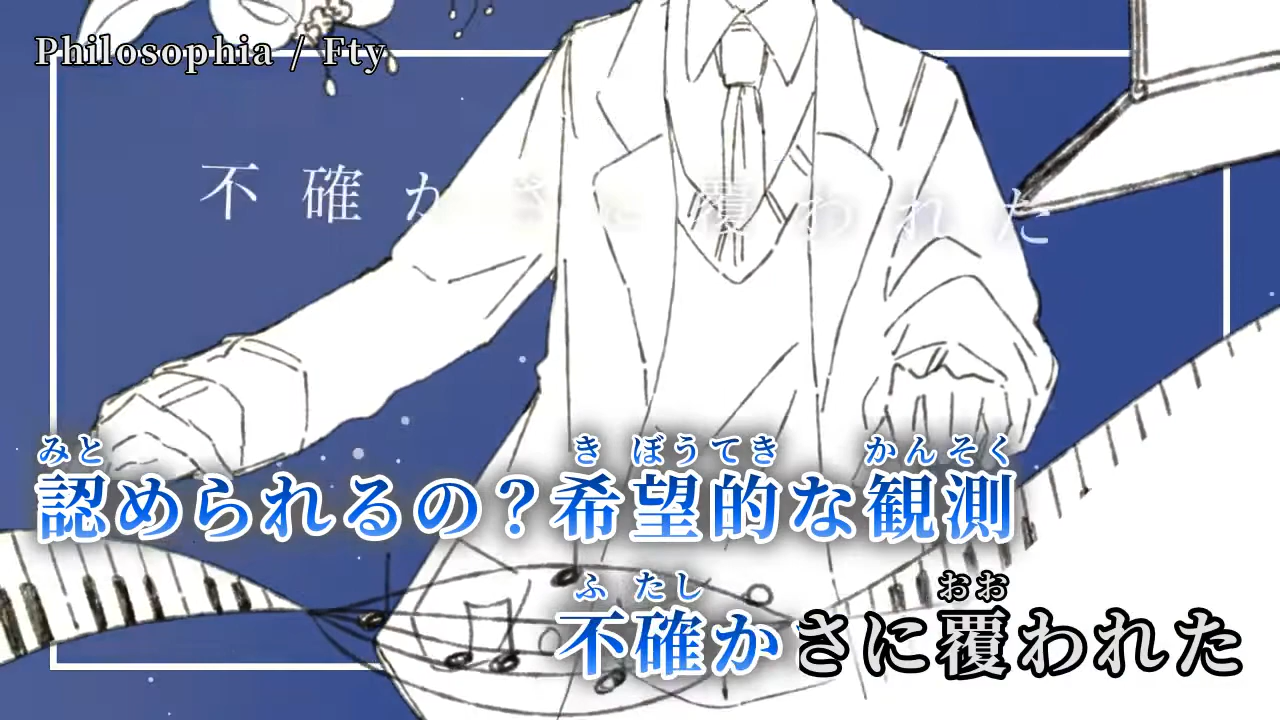 Philosophia / Fty
不確かさに覆われた
みと きぼうてき かんそく
認められるの?希望的な観測
ふたし おお
不確かさに覆われた